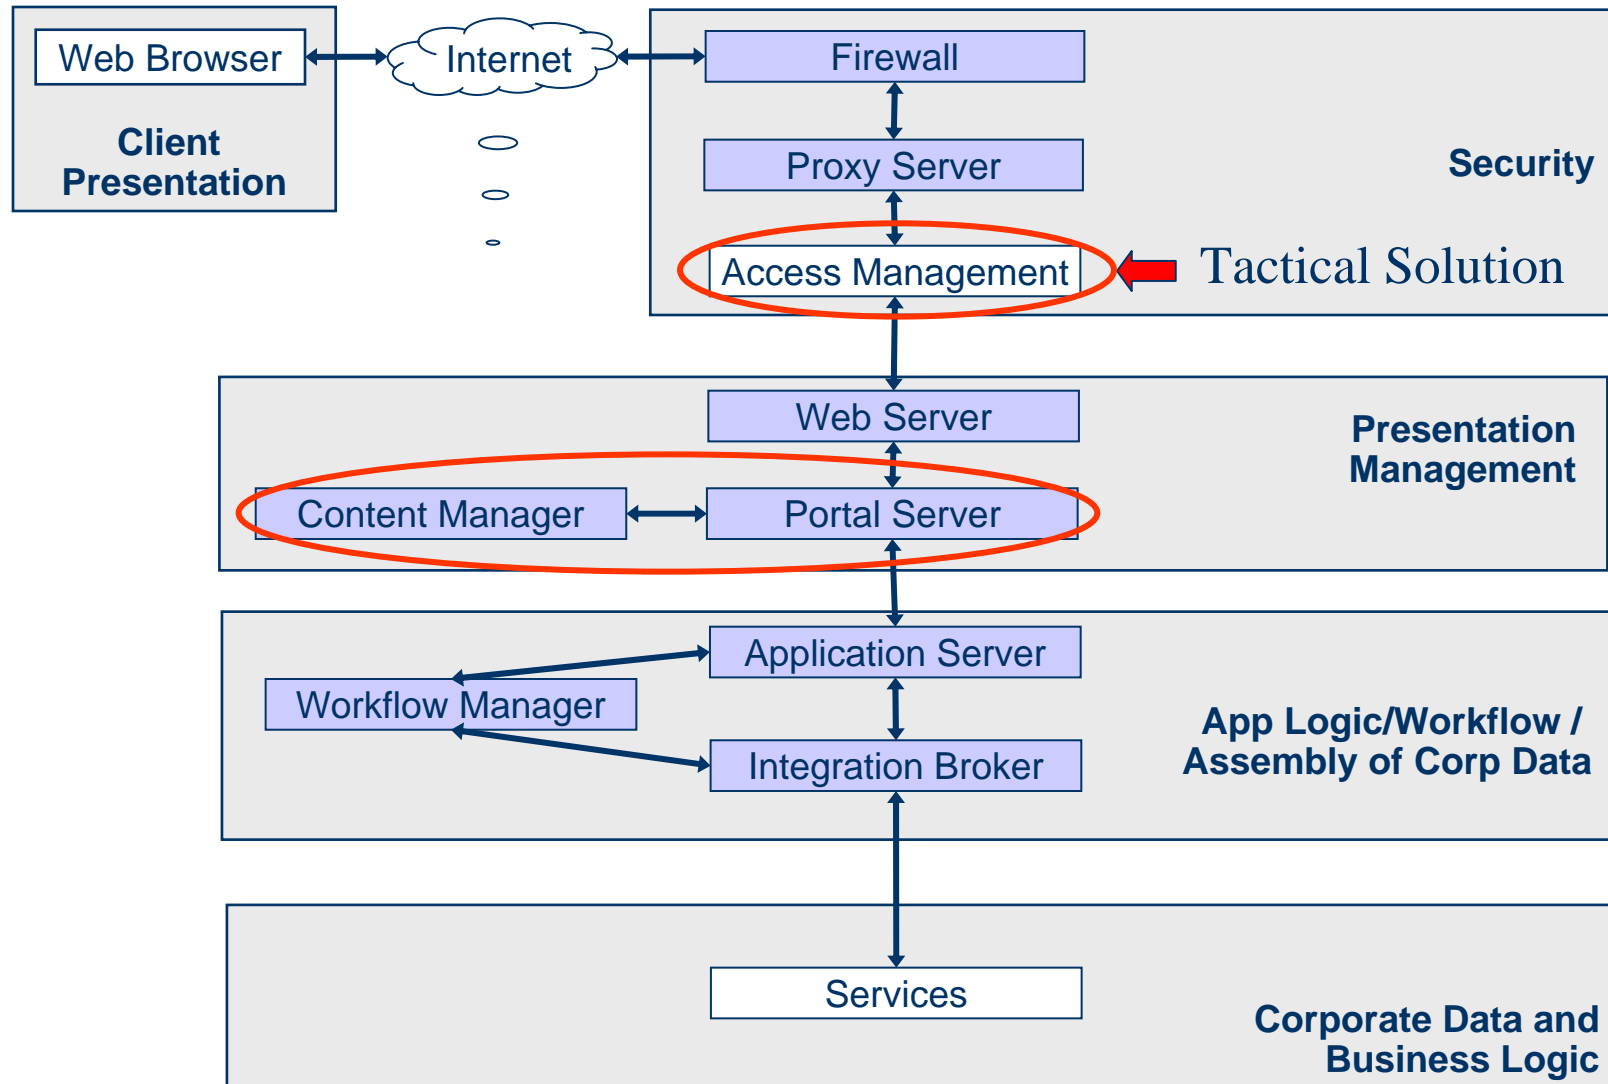 Web Browser
Internet
Firewall
Client
Presentation
Proxy Server
Security
Access Management
Tactical Solution
Web Server
Presentation
Management
Content Manager
Portal Server
Application Server
Workflow Manager
App Logic/Workflow /
Assembly of Corp Data
Integration Broker
Services
Corporate Data and
Business Logic